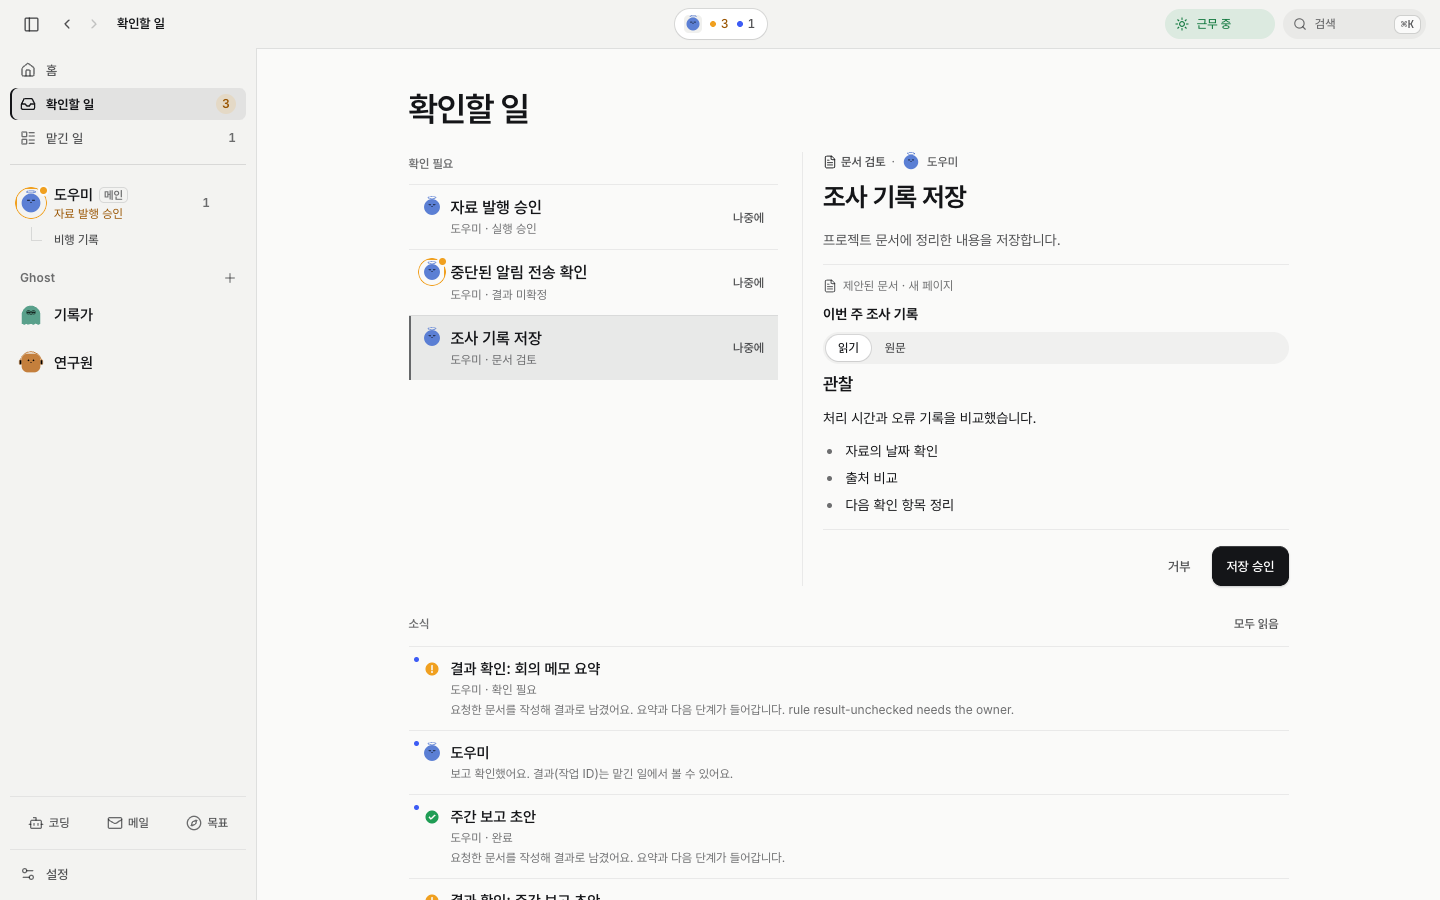 확인할 일
3 1
근무 중
검색
⌘K
홈
확인할 일 3
맡긴 일 1
도우미 메인
자료 발행 승인
1
비행 기록
Ghost
기록가
연구원
코딩
메일
목표
설정
확인할 일
확인 필요
자료 발행 승인
도우미 · 실행 승인
나중에
중단된 알림 전송 확인
도우미 · 결과 미확정
나중에
조사 기록 저장
도우미 · 문서 검토
나중에
문서 검토 · 도우미
조사 기록 저장
프로젝트 문서에 정리한 내용을 저장합니다.
제안된 문서 · 새 페이지
이번 주 조사 기록
읽기 원문
관찰
처리 시간과 오류 기록을 비교했습니다.
• 자료의 날짜 확인
• 출처 비교
• 다음 확인 항목 정리
거부
저장 승인
소식
모두 읽음
결과 확인: 회의 메모 요약
도우미 · 확인 필요
요청한 문서를 작성해 결과로 남겼어요. 요약과 다음 단계가 들어갑니다. rule result-unchecked needs the owner.
도우미
보고 확인했어요. 결과(작업 ID)는 맡긴 일에서 볼 수 있어요.
주간 보고 초안
도우미 · 완료
요청한 문서를 작성해 결과로 남겼어요. 요약과 다음 단계가 들어갑니다.
결과 확인: 주간 보고 초안